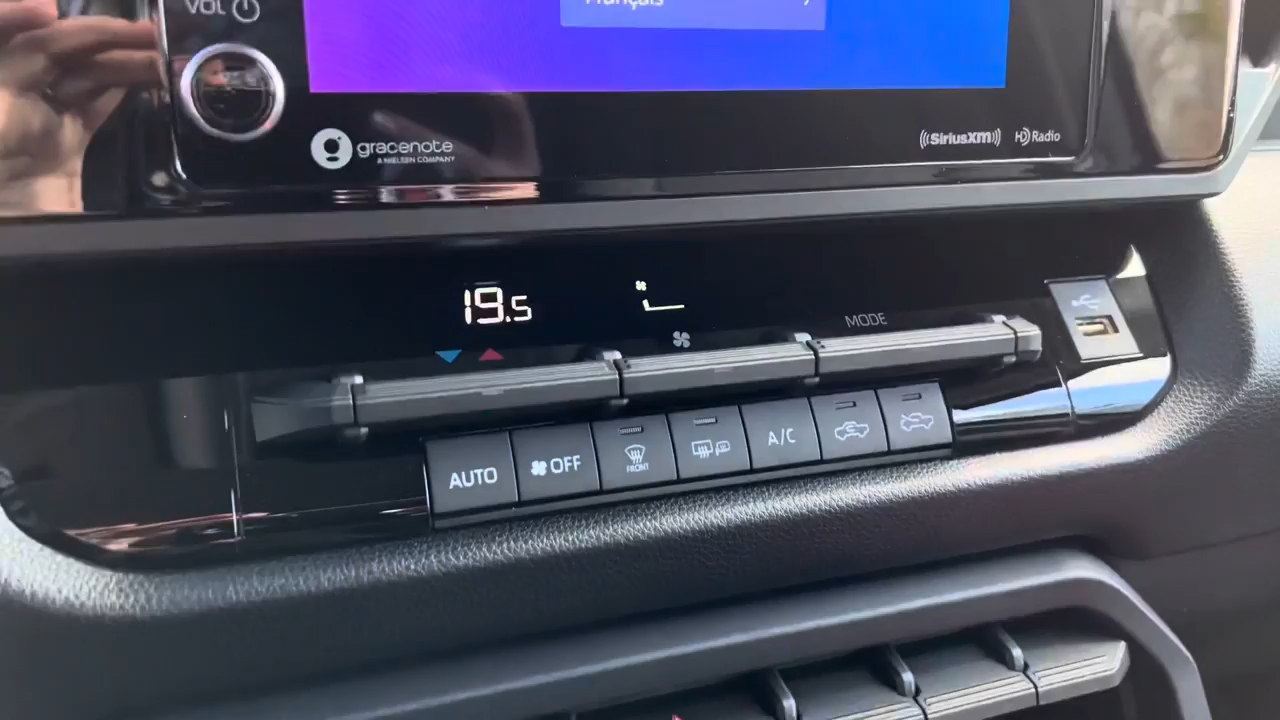 VOL
Français
gracenote
A NIELSEN COMPANY
SiriusXM
HD Radio
19.5
MODE
AUTO
OFF
FRONT
A/C